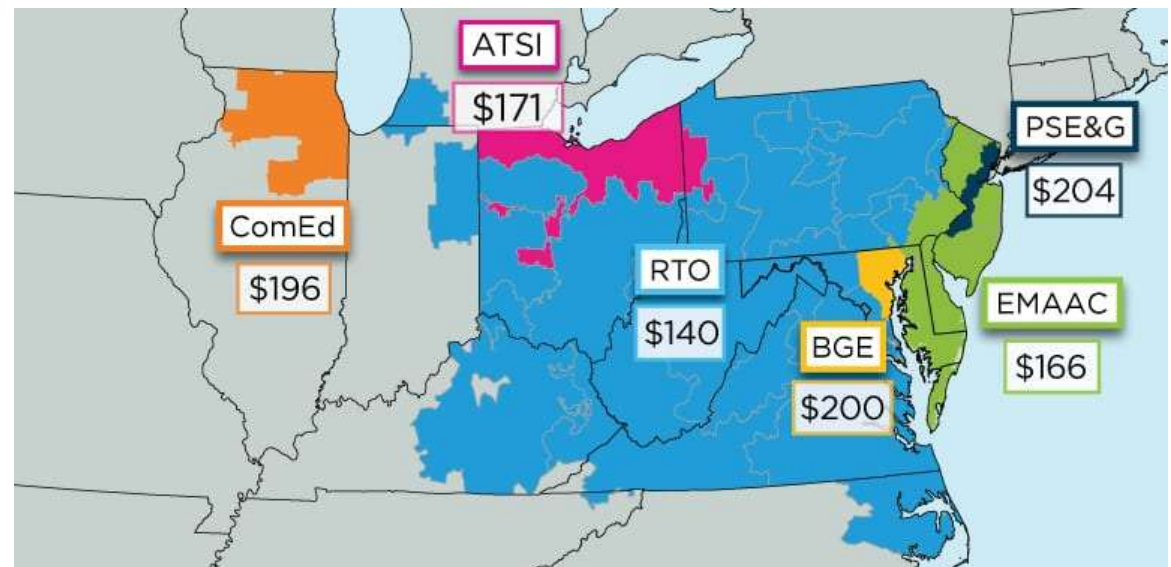 ATSI
$171
PSE&G
$204
ComEd
$196
RTO
$140
EMAAC
$166
BGE
$200